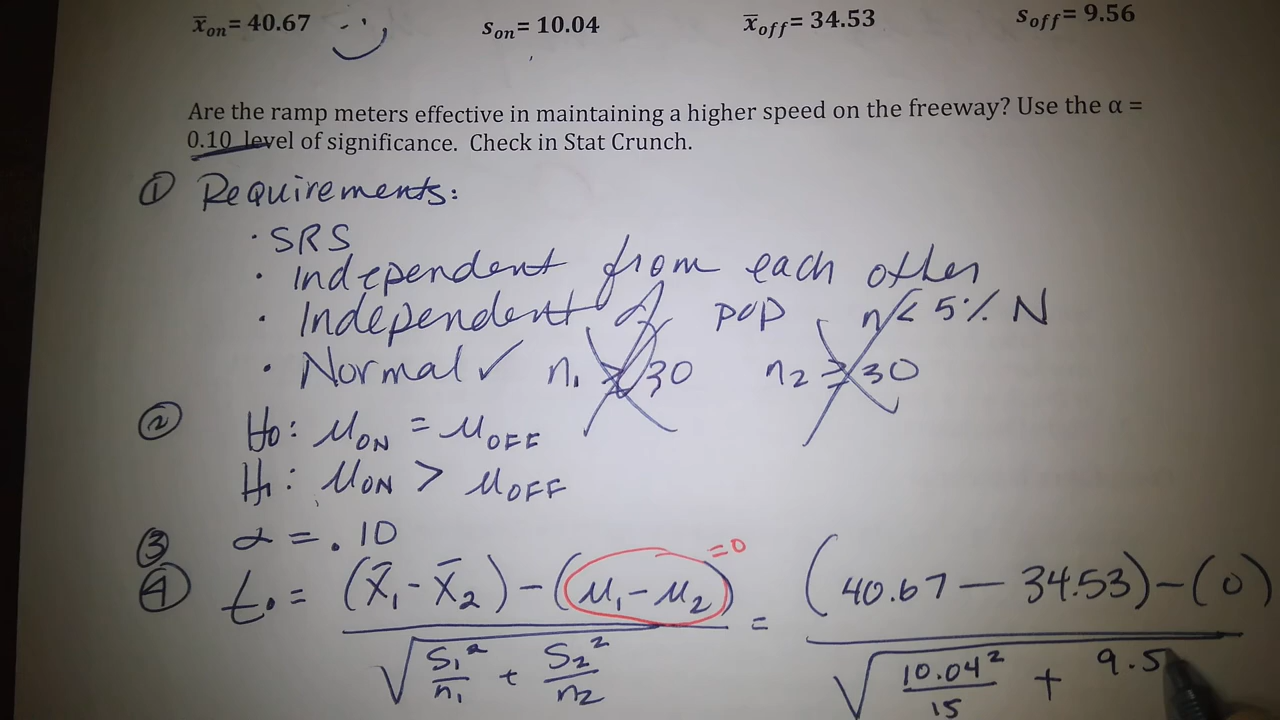 x̄on= 40.67 son= 10.04 x̄off= 34.53 soff= 9.56
Are the ramp meters effective in maintaining a higher speed on the freeway? Use the α =
0.10 level of significance. Check in Stat Crunch.
① Requirements:
· SRS
· Independent from each other
· Independent of POP n < 5% N
· Normal ✓ n₁ ≥ 30 n₂ ≥ 30
② H₀: μON = μOFF
H₁: μON > μOFF
③ α = .10
④ t₀ = (x̄₁ - x̄₂) - (μ₁ - μ₂) =0 / √(S₁²/n₁ + S₂²/n₂) = (40.67 - 34.53) - (0) / √(10.04²/15 + 9.5